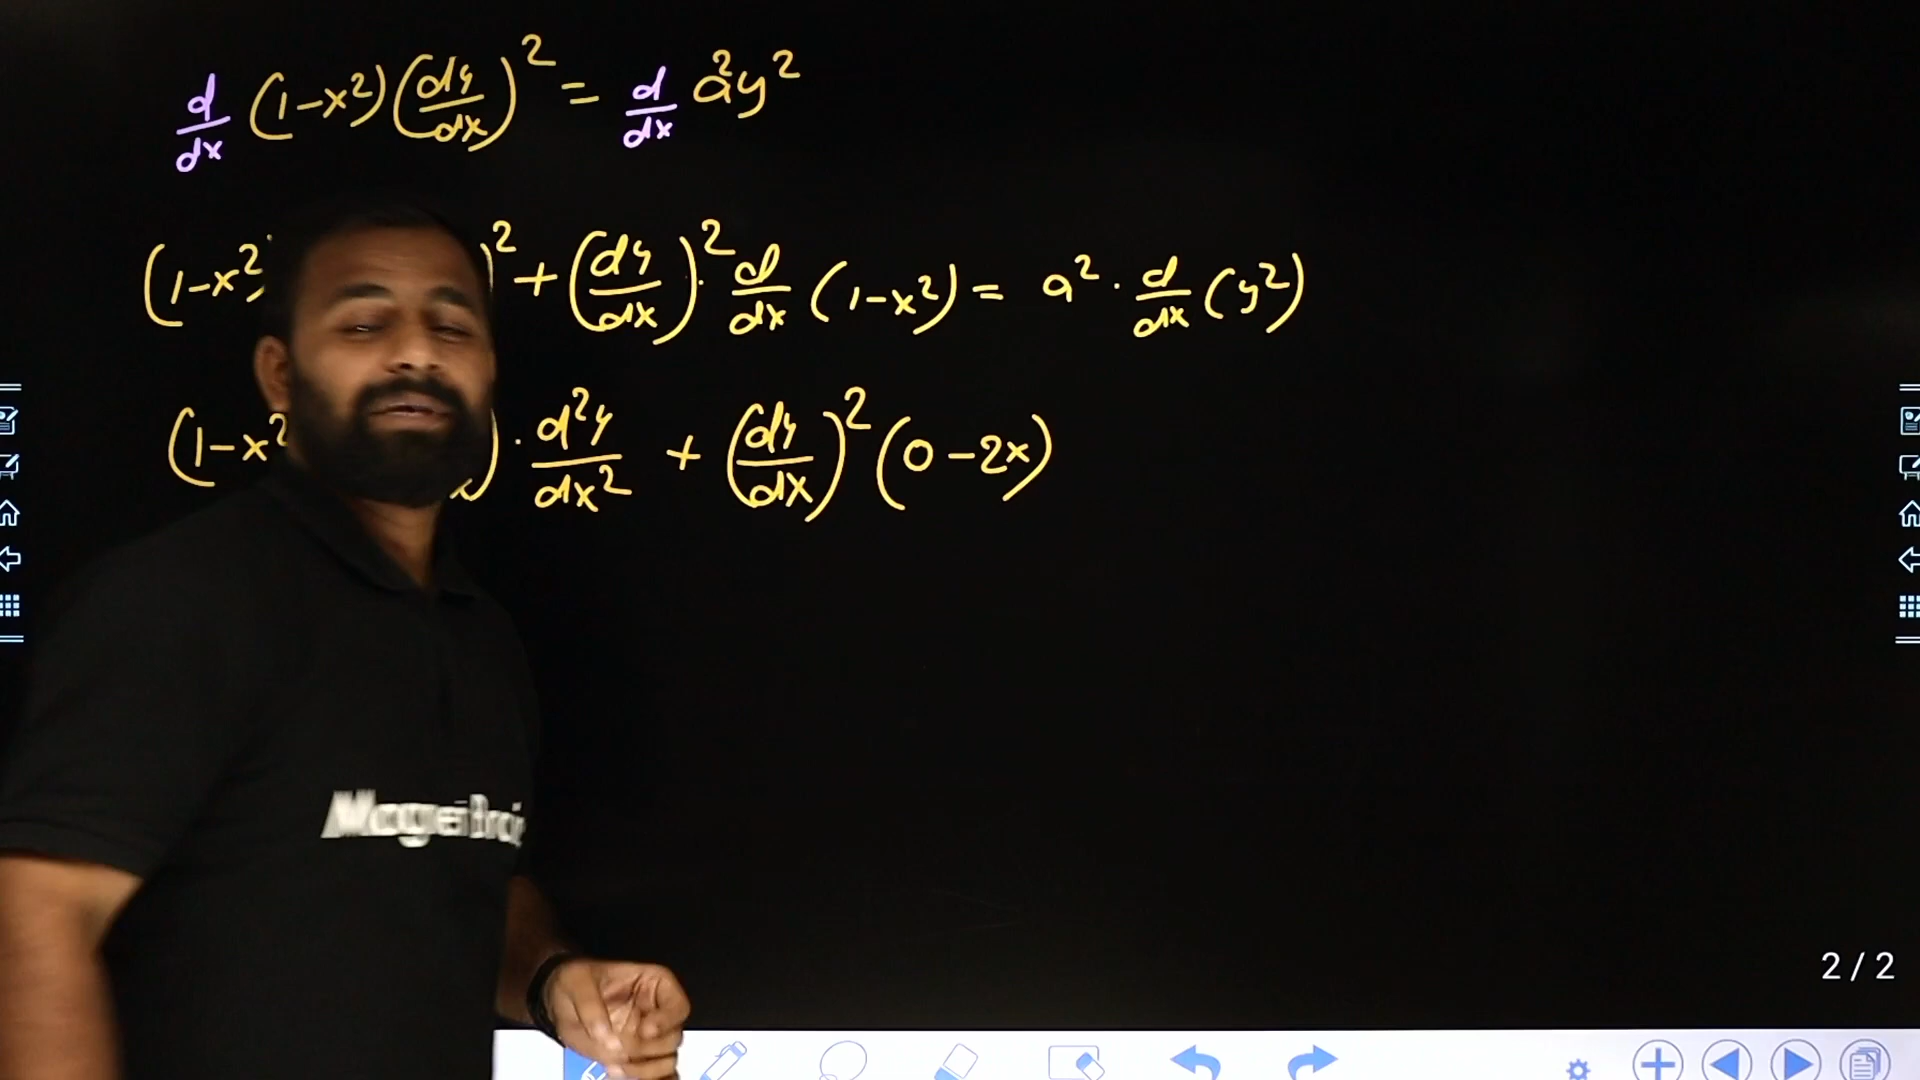 d/dx (1-x²)(dy/dx)² = d/dx a²y²
(1-x² )² + (dy/dx)² · d/dx (1-x²) = a² · d/dx (y²)
(1-x² ) · d²y/dx² + (dy/dx)² (0-2x)
2 / 2